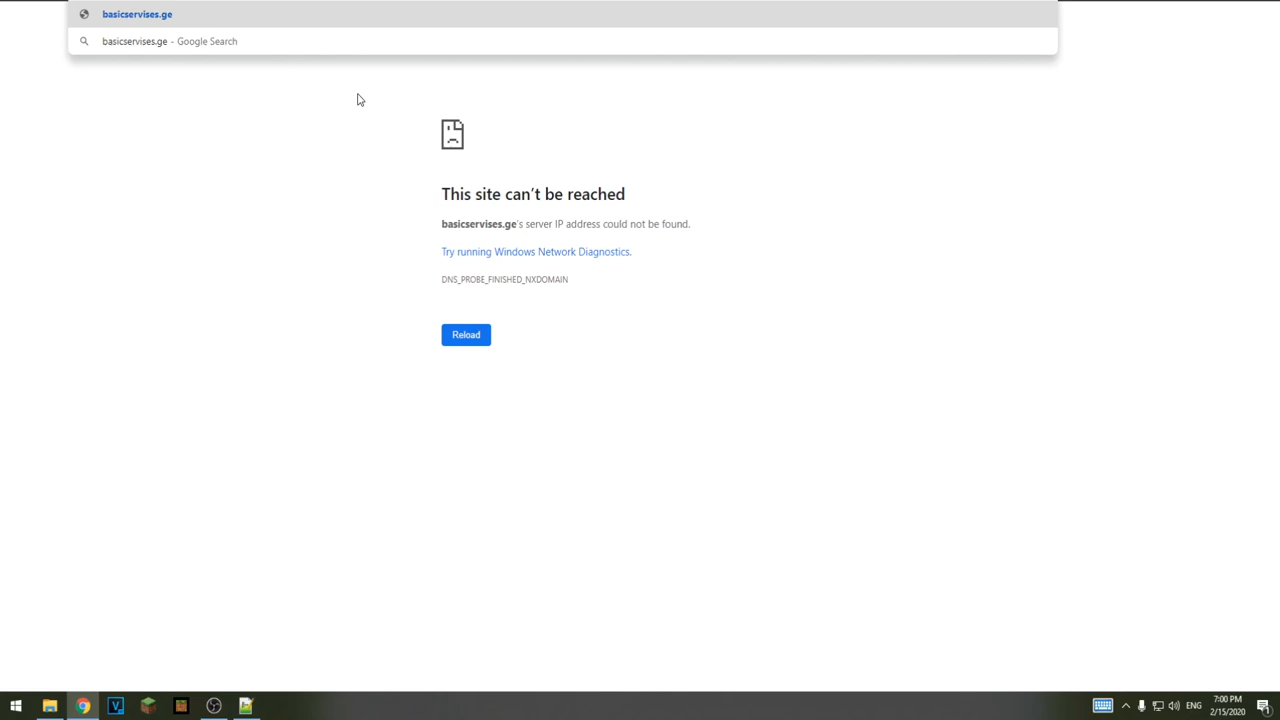 basicservises.ge
basicservises.ge - Google Search
This site can't be reached
basicservises.ge's server IP address could not be found.
Try running Windows Network Diagnostics.
DNS_PROBE_FINISHED_NXDOMAIN
Reload
ENG
7:00 PM
2/15/2020